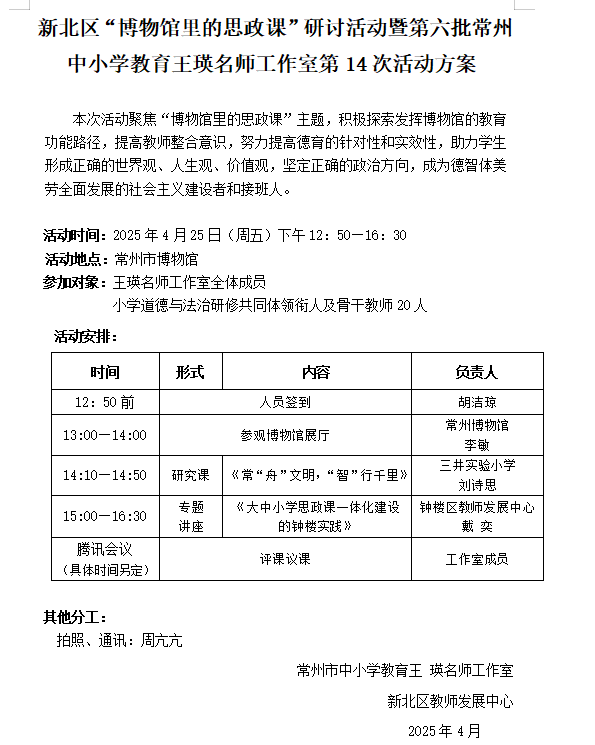 新北区“博物馆里的思政课”研讨活动暨第六批常州
中小学教育王瑛名师工作室第 14 次活动方案
本次活动聚焦“博物馆里的思政课”主题，积极探索发挥博物馆的教育
功能路径，提高教师整合意识，努力提高德育的针对性和实效性，助力学生
形成正确的世界观、人生观、价值观，坚定正确的政治方向，成为德智体美
劳全面发展的社会主义建设者和接班人。
活动时间：2025 年 4 月 25 日（周五）下午 12：50—16：30
活动地点：常州市博物馆
参加对象：王瑛名师工作室全体成员
小学道德与法治研修共同体领衔人及骨干教师 20 人
活动安排：
时间 形式 内容 负责人
12：50 前 人员签到 胡洁琼
13:00—14:00 参观博物馆展厅 常州博物馆
李敏
14:10—14:50 研究课 《常“舟”文明，“智”行千里》 三井实验小学
刘诗思
15:00—16:30 专题 《大中小学思政课一体化建设 钟楼区教师发展中心
讲座 的钟楼实践》 戴 奕
腾讯会议 评课议课 工作室成员
（具体时间另定）
其他分工：
拍照、通讯：周亢亢
常州市中小学教育王 瑛名师工作室
新北区教师发展中心
2025 年 4 月